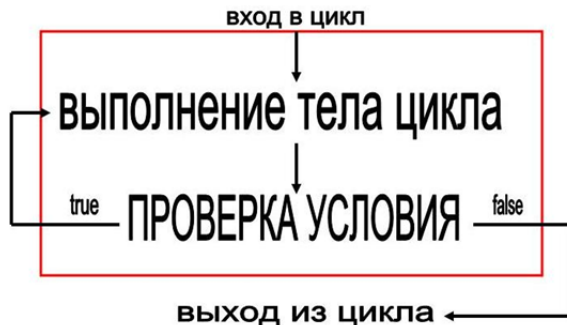 вход в цикл
выполнение тела цикла
true ПРОВЕРКА УСЛОВИЯ false
выход из цикла